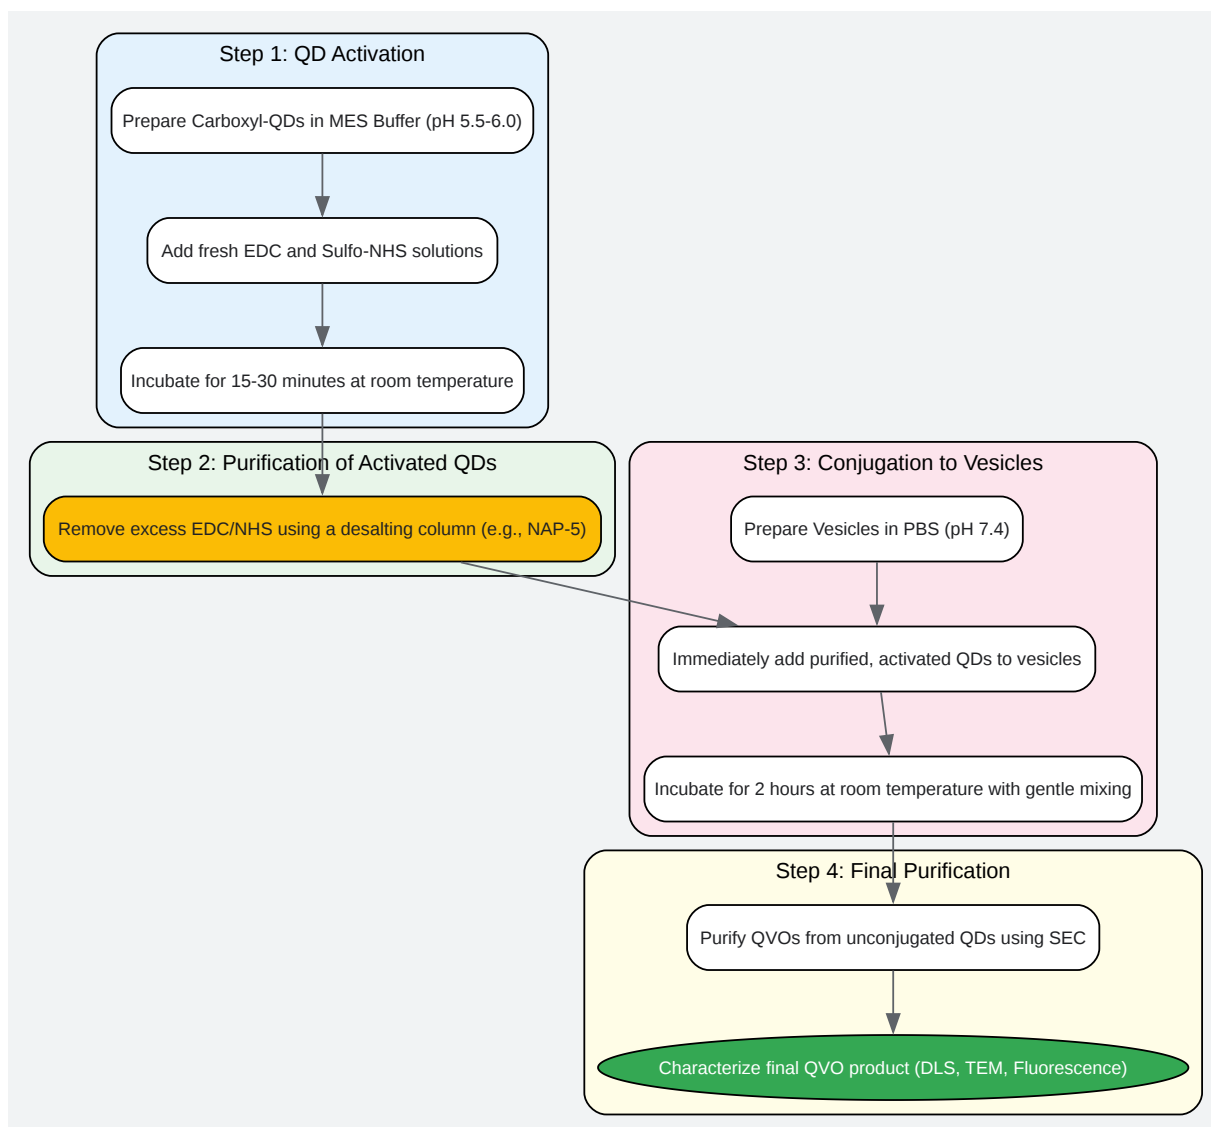 Step 1: QD Activation
Prepare Carboxyl-QDs in MES Buffer (pH 5.5-6.0)
Add fresh EDC and Sulfo-NHS solutions
Incubate for 15-30 minutes at room temperature
Step 2: Purification of Activated QDs
Remove excess EDC/NHS using a desalting column (e.g., NAP-5)
Step 3: Conjugation to Vesicles
Prepare Vesicles in PBS (pH 7.4)
Immediately add purified, activated QDs to vesicles
Incubate for 2 hours at room temperature with gentle mixing
Step 4: Final Purification
Purify QVOs from unconjugated QDs using SEC
Characterize final QVO product (DLS, TEM, Fluorescence)